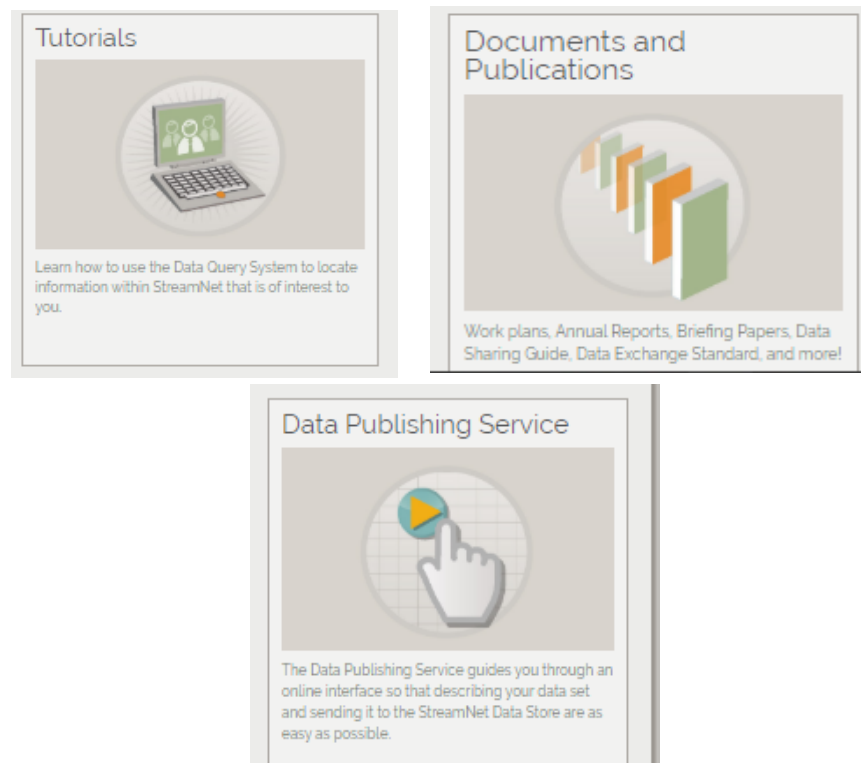 Tutorials
Learn how to use the Data Query System to locate
information within StreamNet that is of interest to
you.
Documents and
Publications
Work plans, Annual Reports, Briefing Papers, Data
Sharing Guide, Data Exchange Standard, and more!
Data Publishing Service
The Data Publishing Service guides you through an
online interface so that describing your data set
and sending it to the StreamNet Data Store are as
easy as possible.